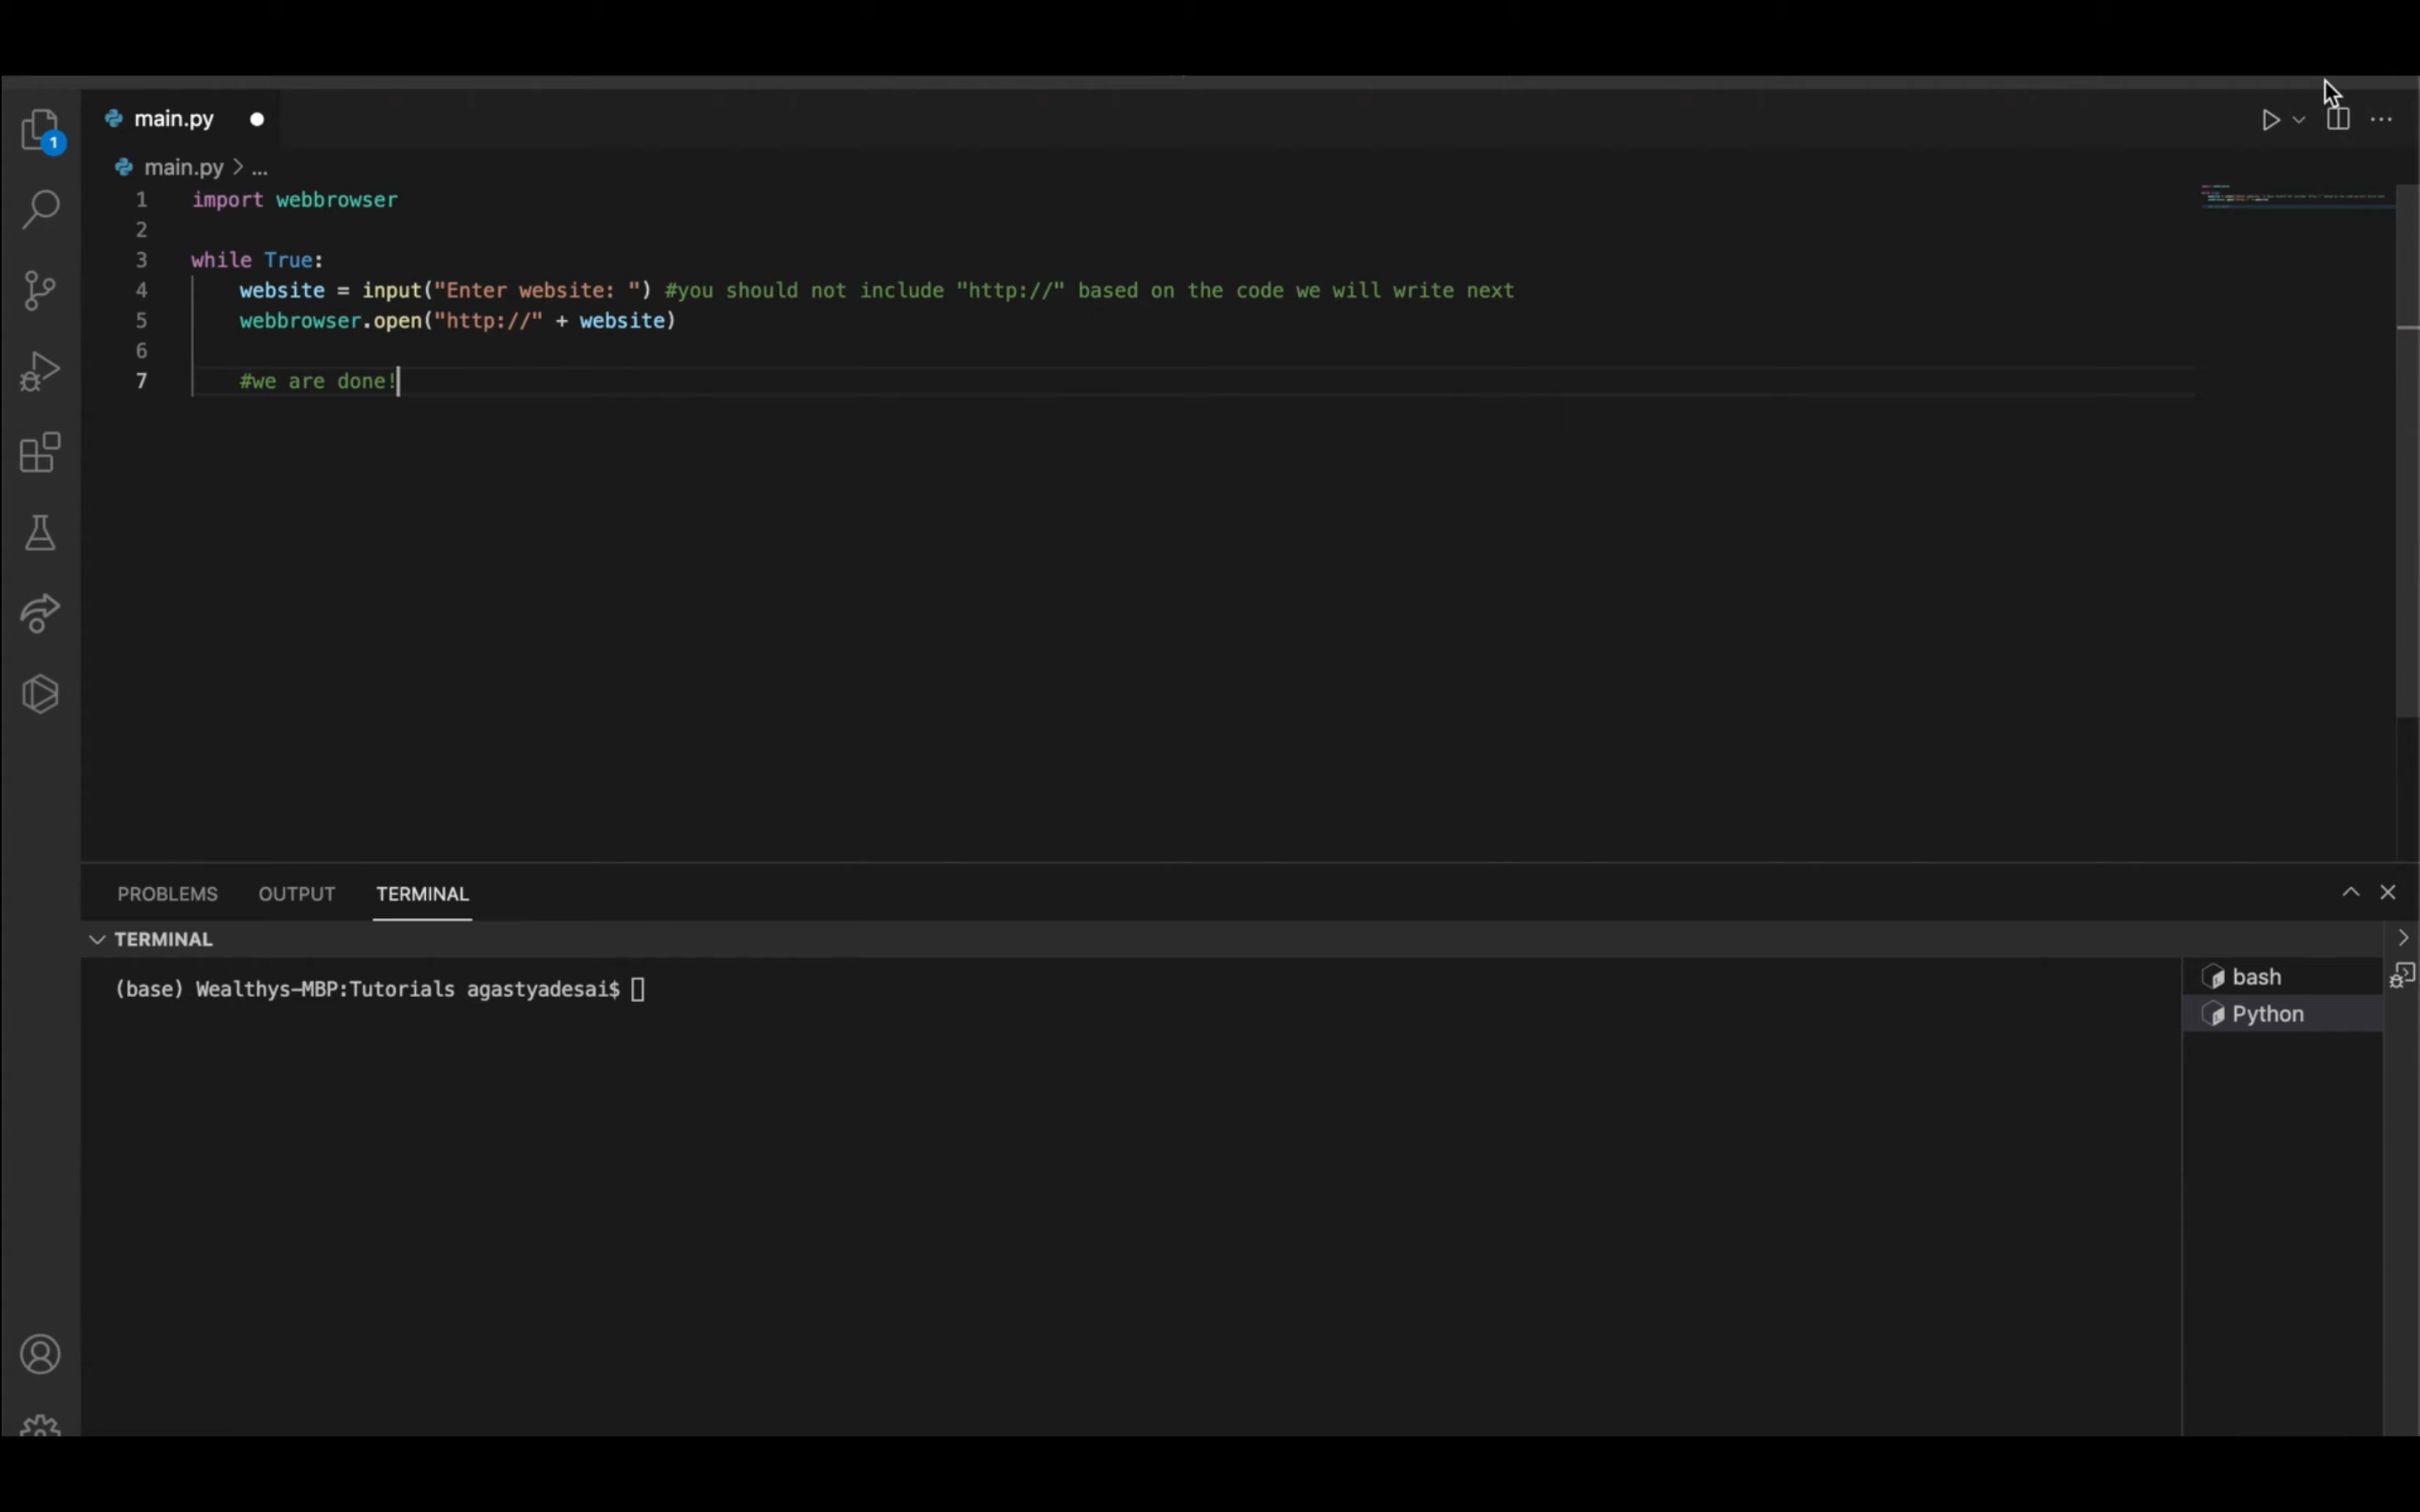 main.py
1
main.py > ...
1 import webbrowser
2
3 while True:
4     website = input("Enter website: ") #you should not include "http://" based on the code we will write next
5     webbrowser.open("http://" + website)
6
7     #we are done!
PROBLEMS OUTPUT TERMINAL
TERMINAL
(base) Wealthys-MBP:Tutorials agastyadesai$
bash
Python